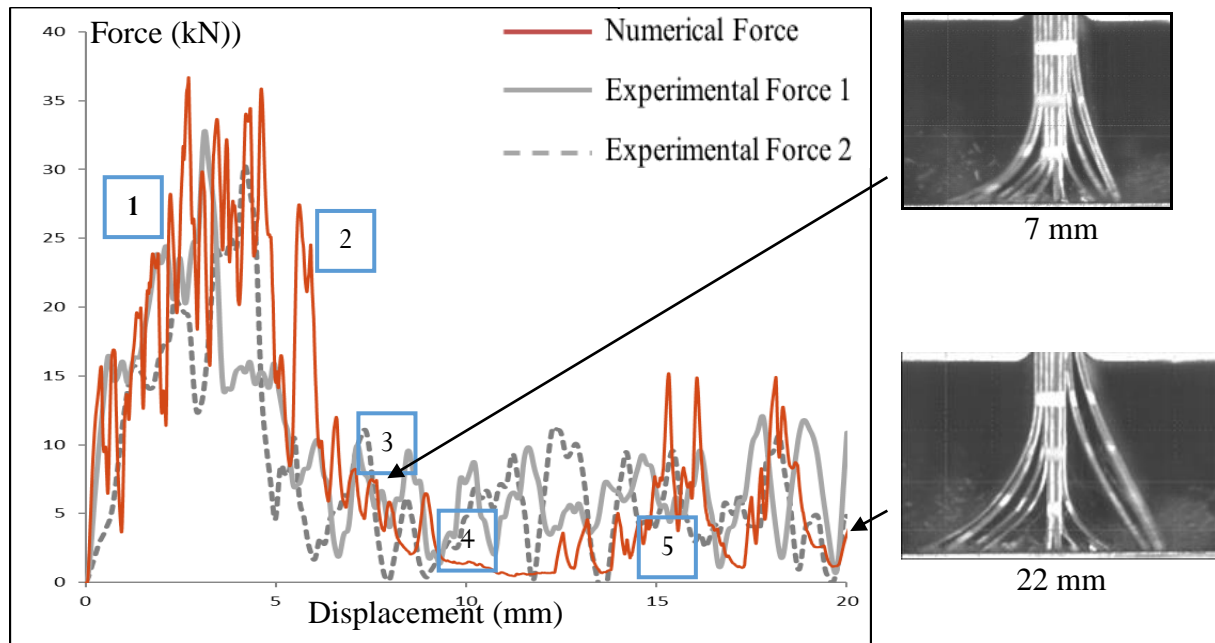 Force (kN))
40
35
30
25
20
15
10
5
0
0
5
10
15
20
Displacement (mm)
Numerical Force
Experimental Force 1
Experimental Force 2
1
2
3
4
5
7 mm
22 mm